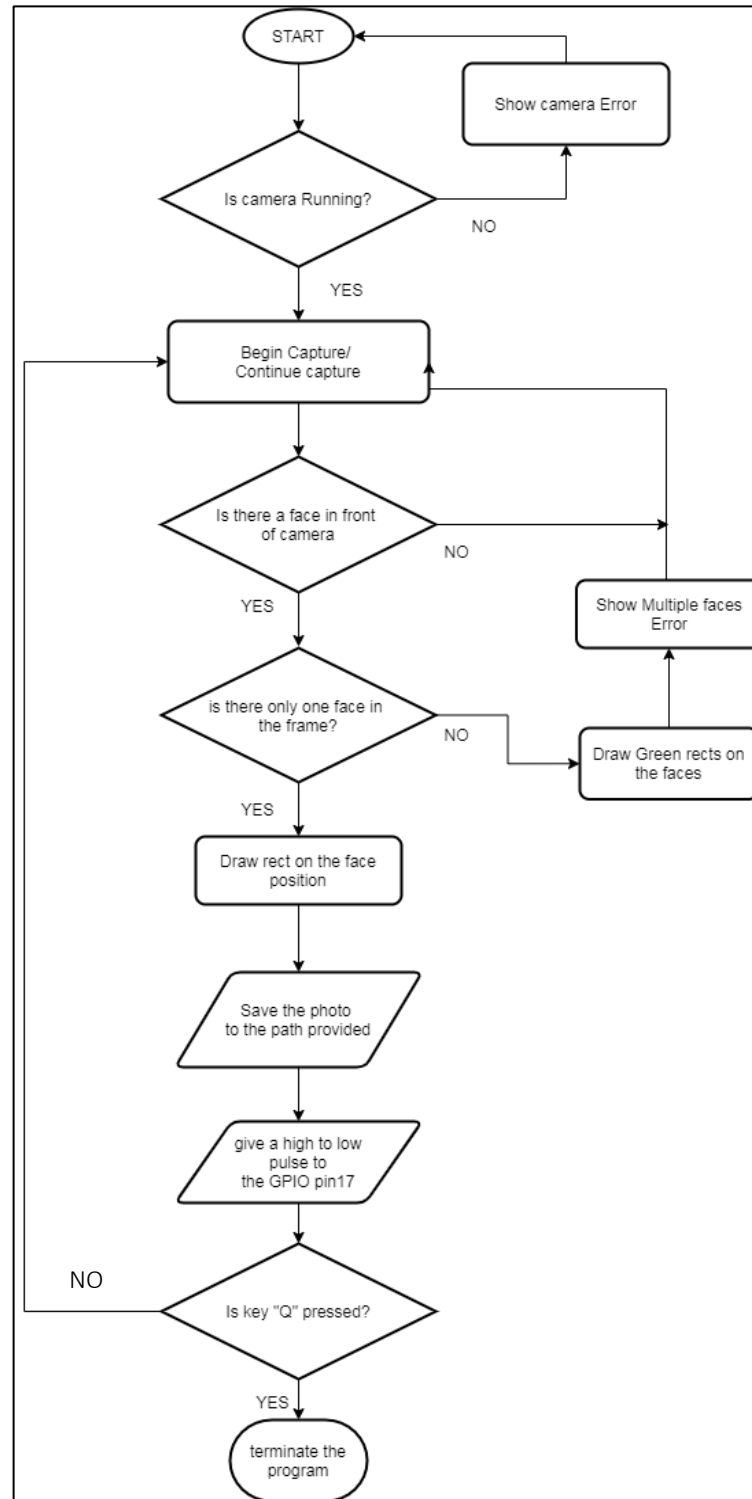 START
Show camera Error
Is camera Running?
NO
YES
Begin Capture/
Continue capture
Is there a face in front
of camera
NO
YES
Show Multiple faces
Error
is there only one face in
the frame?
NO
Draw Green rects on
the faces
YES
Draw rect on the face
position
Save the photo
to the path provided
give a high to low
pulse to
the GPIO pin17
NO
Is key "Q" pressed?
YES
terminate the
program